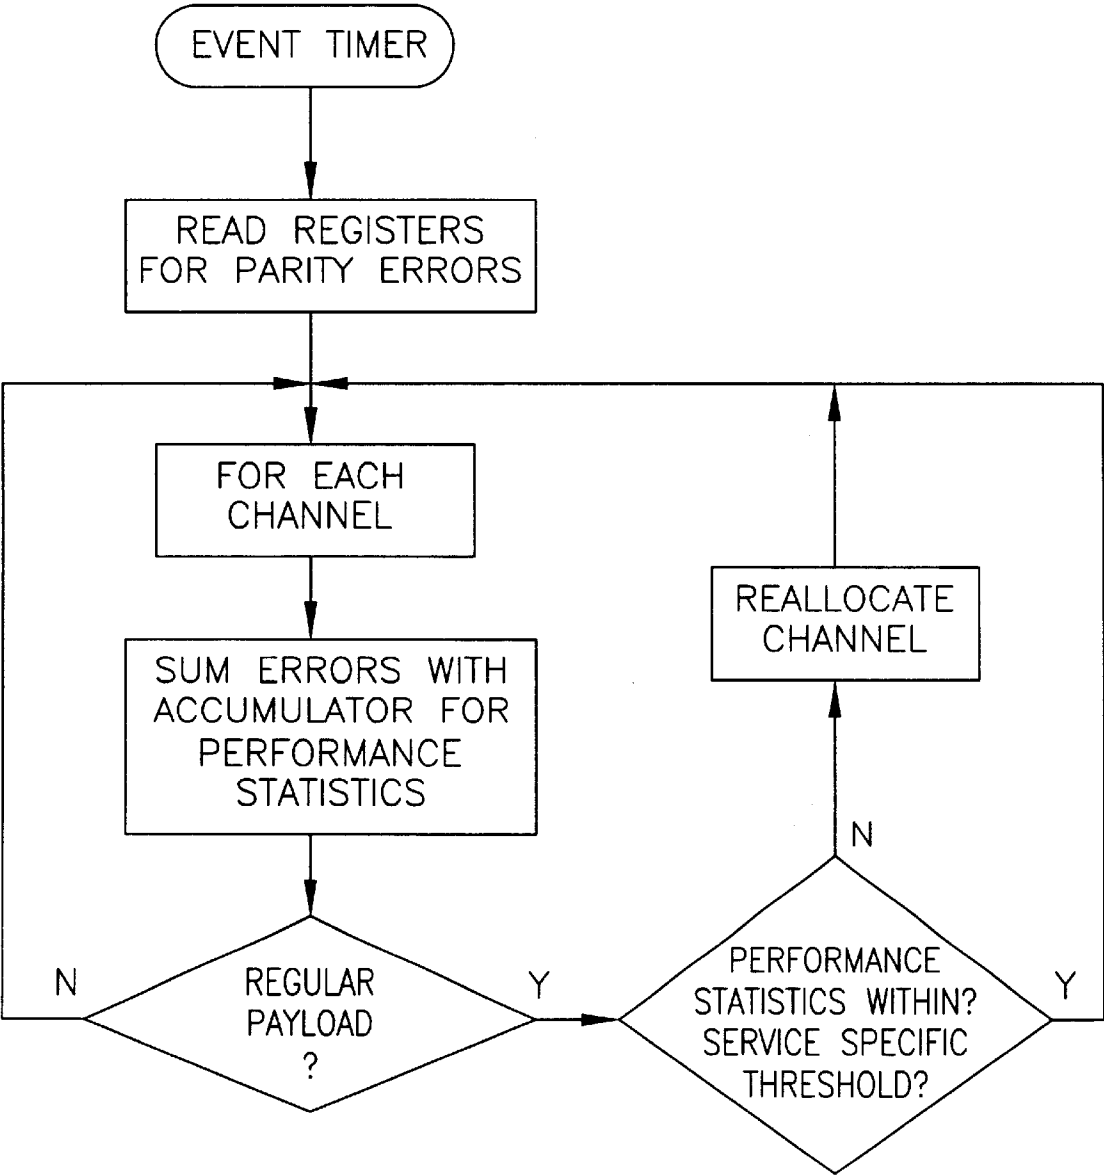 EVENT TIMER
READ REGISTERS
FOR PARITY ERRORS
FOR EACH
CHANNEL
SUM ERRORS WITH
ACCUMULATOR FOR
PERFORMANCE
STATISTICS
REGULAR
PAYLOAD
?
N
Y
REALLOCATE
CHANNEL
N
PERFORMANCE
STATISTICS WITHIN?
SERVICE SPECIFIC
THRESHOLD?
Y